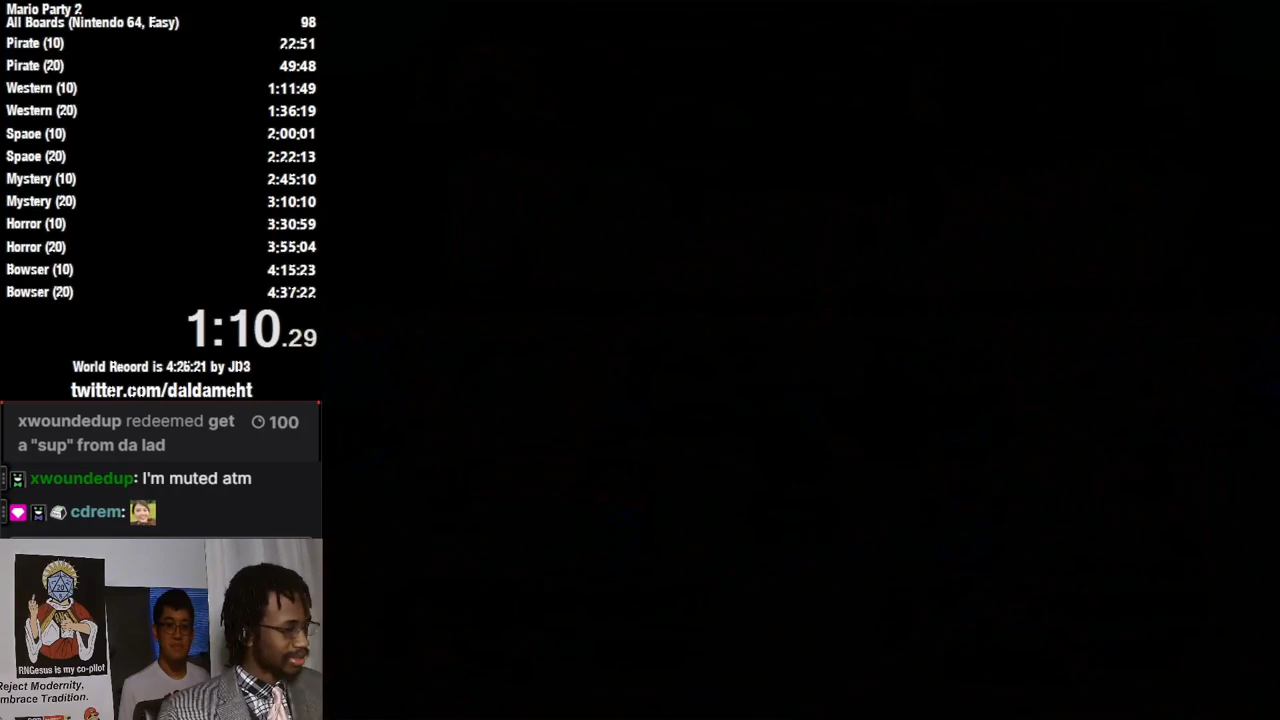 Mario Party 2
All Boards (Nintendo 64, Easy) 98
Pirate (10) 22:51
Pirate (20) 49:48
Western (10) 1:11:49
Western (20) 1:36:19
Space (10) 2:00:01
Space (20) 2:22:13
Mystery (10) 2:45:10
Mystery (20) 3:10:10
Horror (10) 3:30:59
Horror (20) 3:55:04
Bowser (10) 4:15:23
Bowser (20) 4:37:22
1:10.29
World Record is 4:26:21 by JD3
twitter.com/daldameht
xwoundedup redeemed get 100
a "sup" from da lad
xwoundedup: I'm muted atm
cdrem:
RNGesus is my co-pilot
Reject Modernity,
mbrace Tradition.